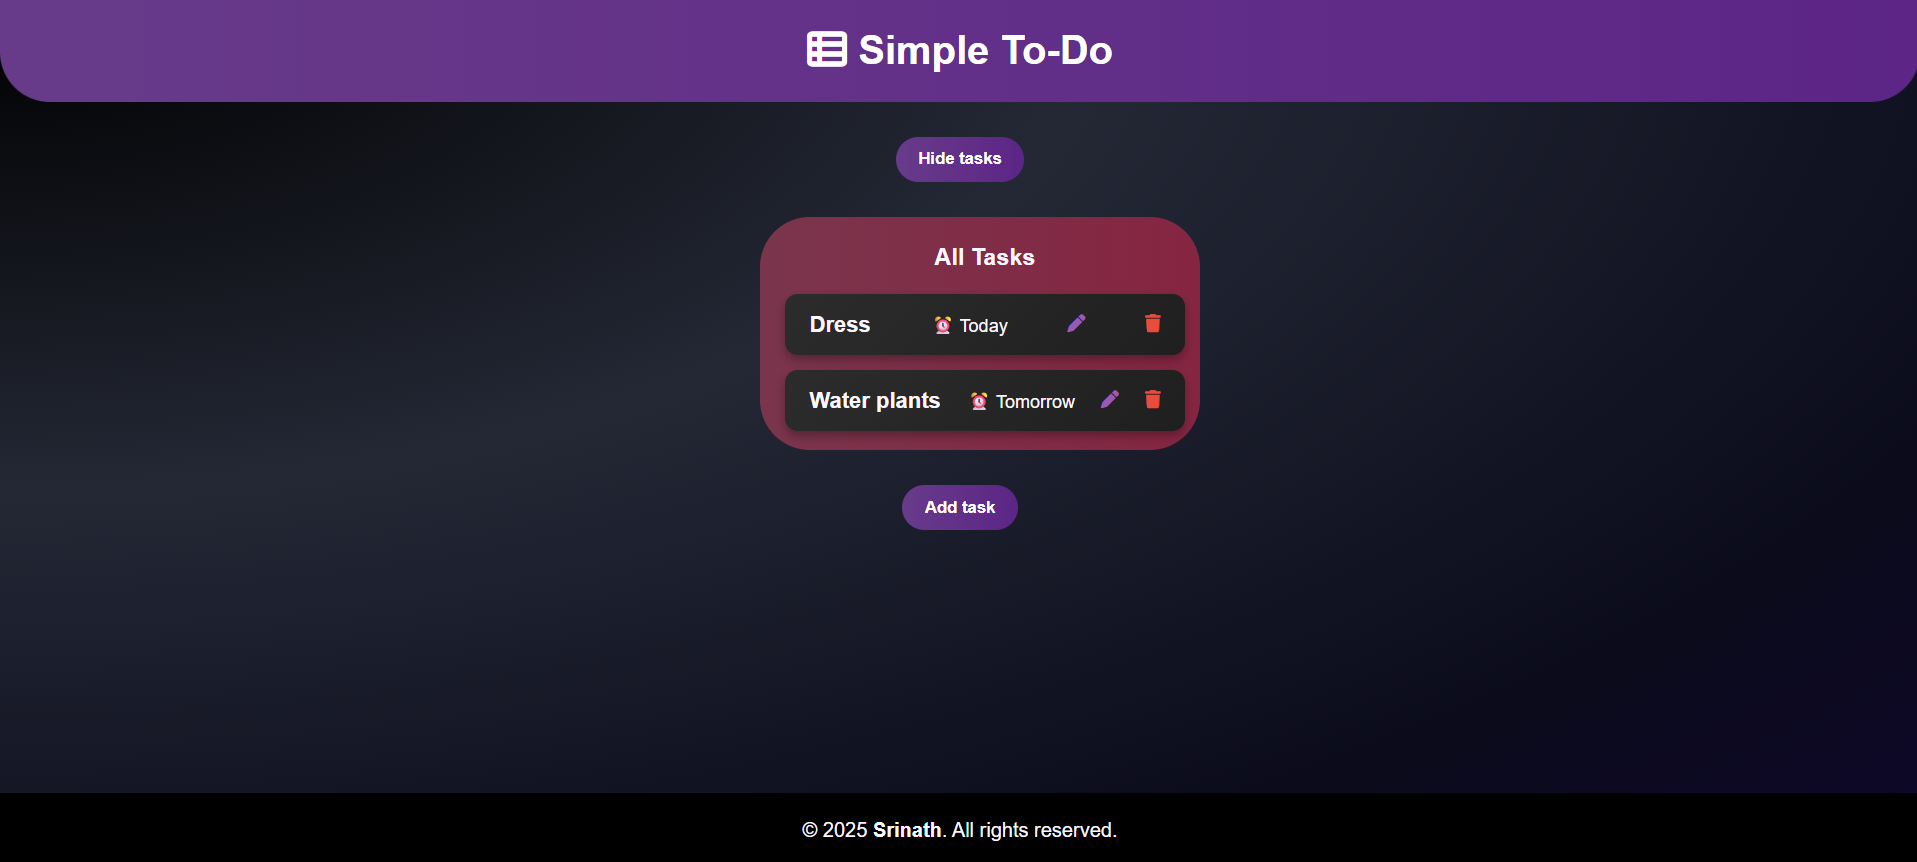 Simple To-Do
Hide tasks
All Tasks
Dress Today
Water plants Tomorrow
Add task
© 2025 Srinath. All rights reserved.